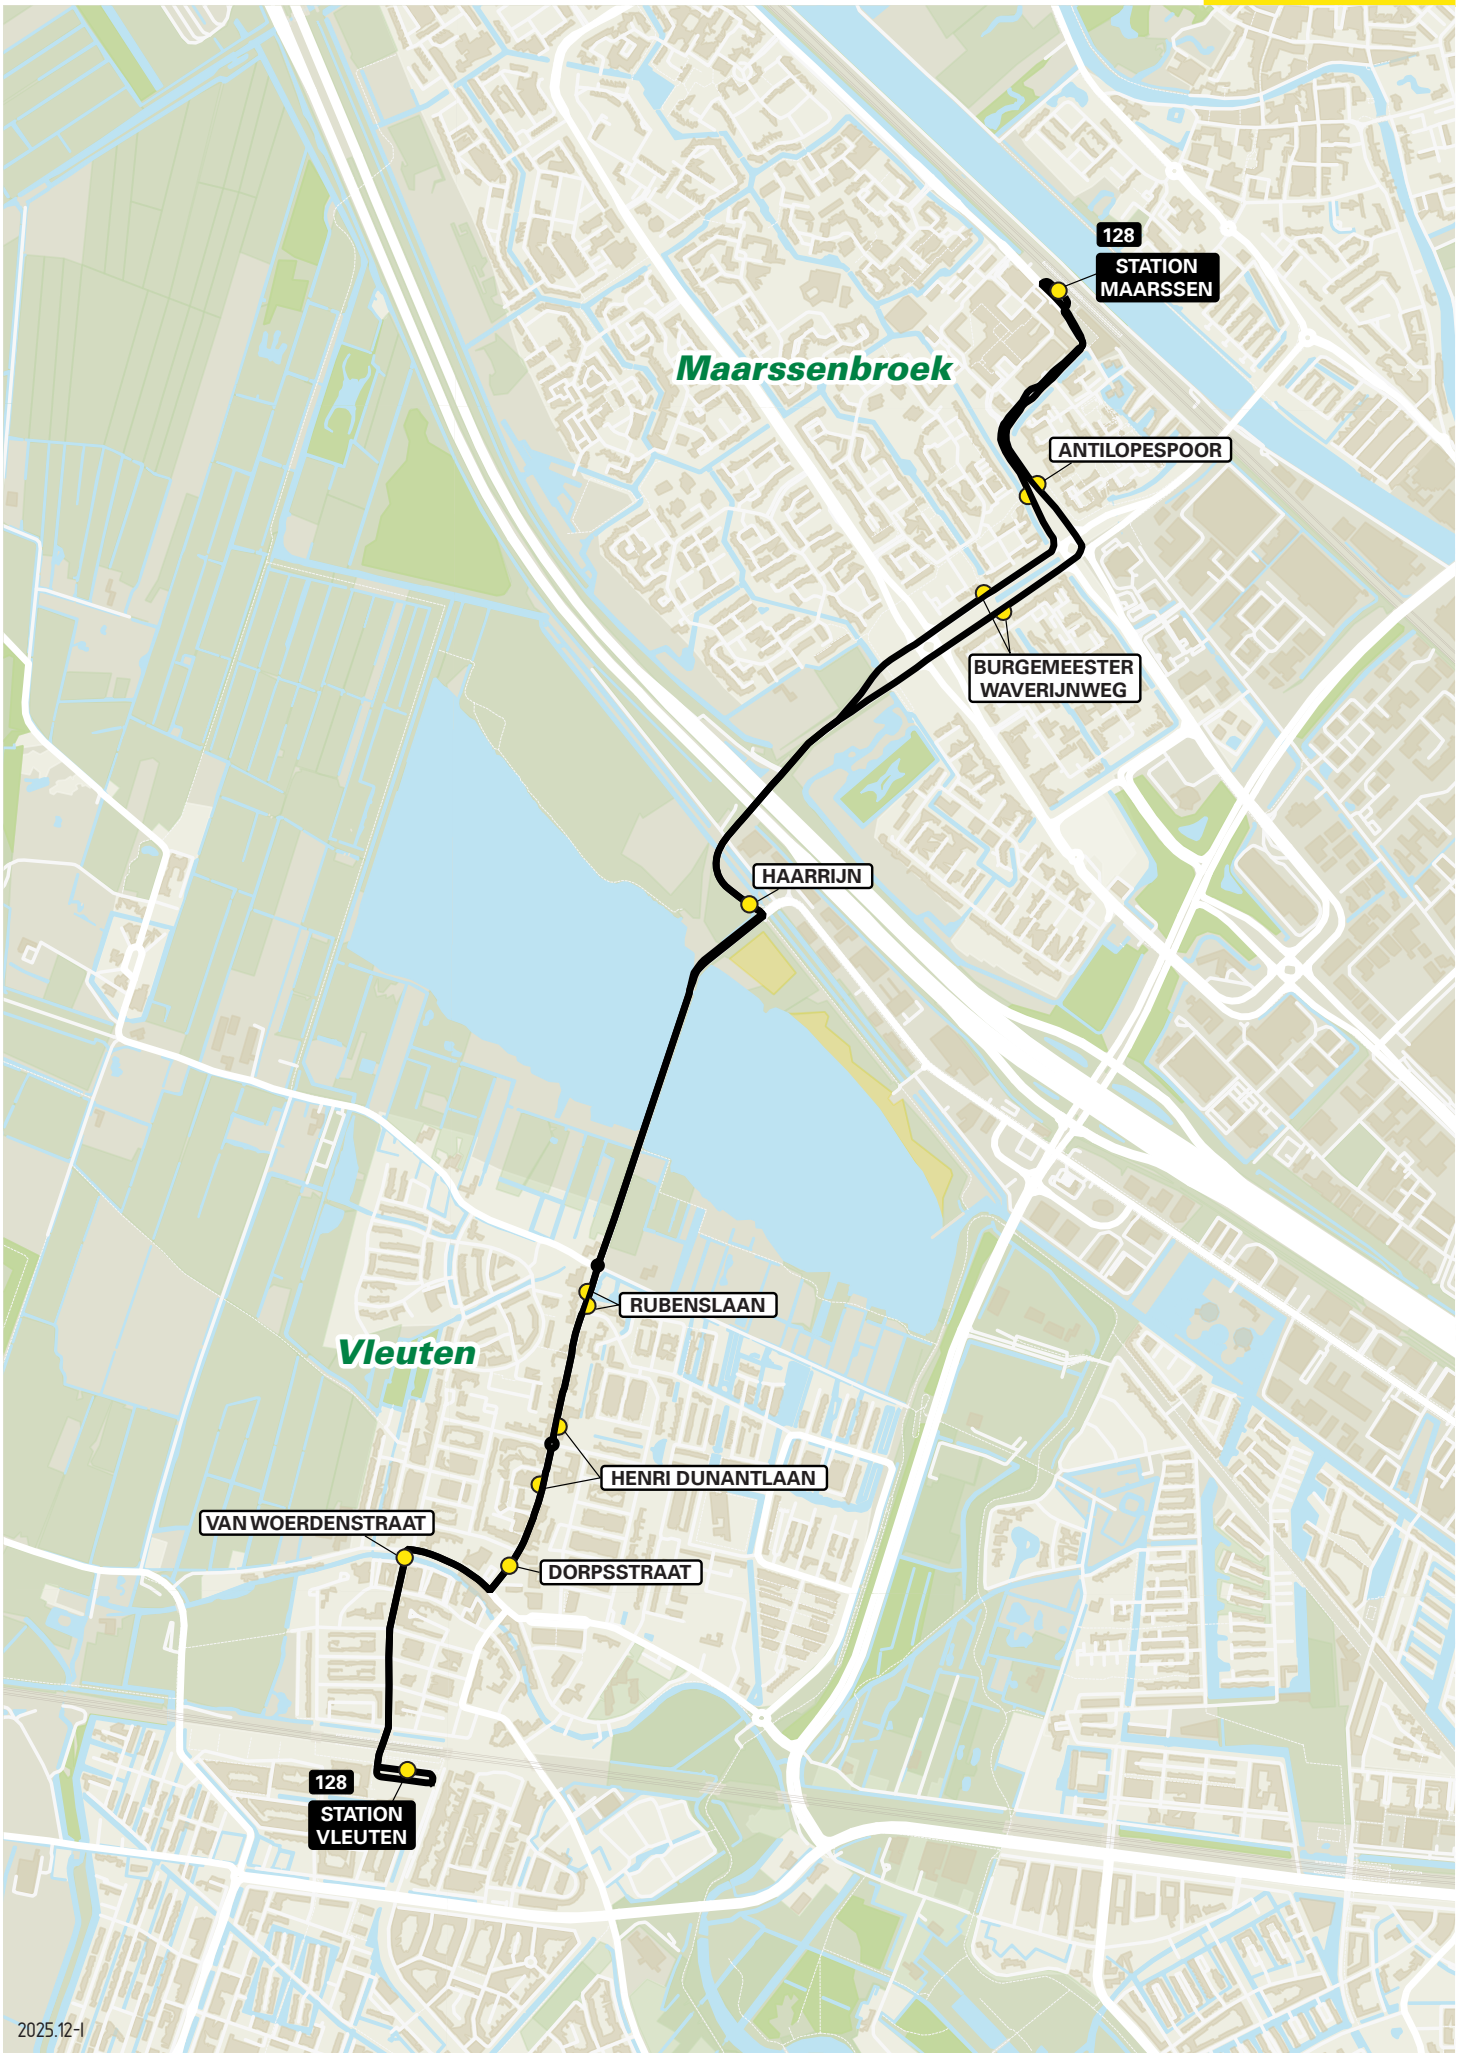 128
STATION
MAARSSEN
Maarssenbroek
ANTILOPESPOOR
BURGEMEESTER
WAVERIJNWEG
HAARRIJN
RUBENSLAAN
Vleuten
HENRI DUNANTLAAN
VAN WOERDENSTRAAT
DORPSSTRAAT
128
STATION
VLEUTEN
2025.12-I